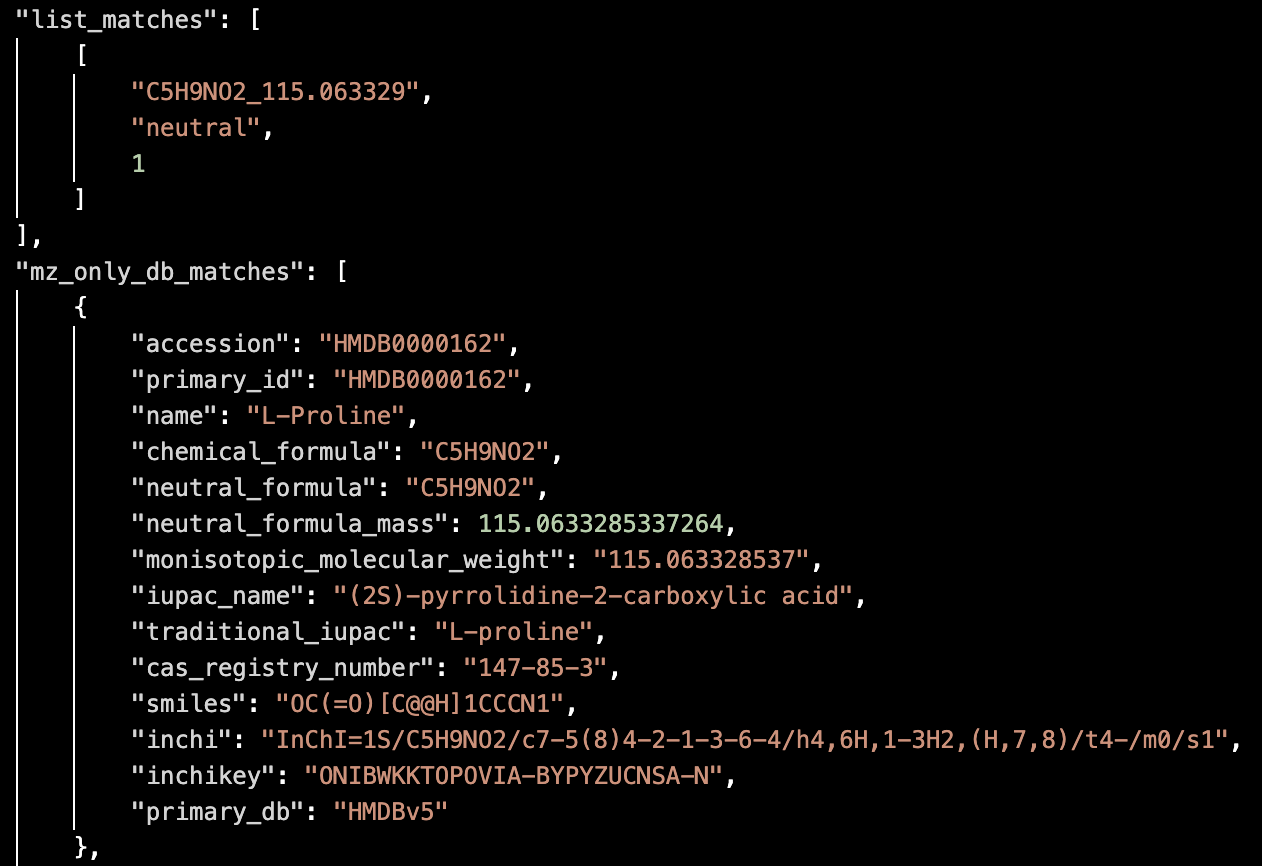 "list_matches": [
[
"C5H9NO2_115.063329",
"neutral",
1
]
],
"mz_only_db_matches": [
{
"accession": "HMDB0000162",
"primary_id": "HMDB0000162",
"name": "L-Proline",
"chemical_formula": "C5H9NO2",
"neutral_formula": "C5H9NO2",
"neutral_formula_mass": 115.0633285337264,
"monisotopic_molecular_weight": "115.063328537",
"iupac_name": "(2S)-pyrrolidine-2-carboxylic acid",
"traditional_iupac": "L-proline",
"cas_registry_number": "147-85-3",
"smiles": "OC(=O)[C@@H]1CCCN1",
"inchi": "InChI=1S/C5H9NO2/c7-5(8)4-2-1-3-6-4/h4,6H,1-3H2,(H,7,8)/t4-/m0/s1",
"inchikey": "ONIBWKKTOPOVIA-BYPYZUCNSA-N",
"primary_db": "HMDBv5"
},